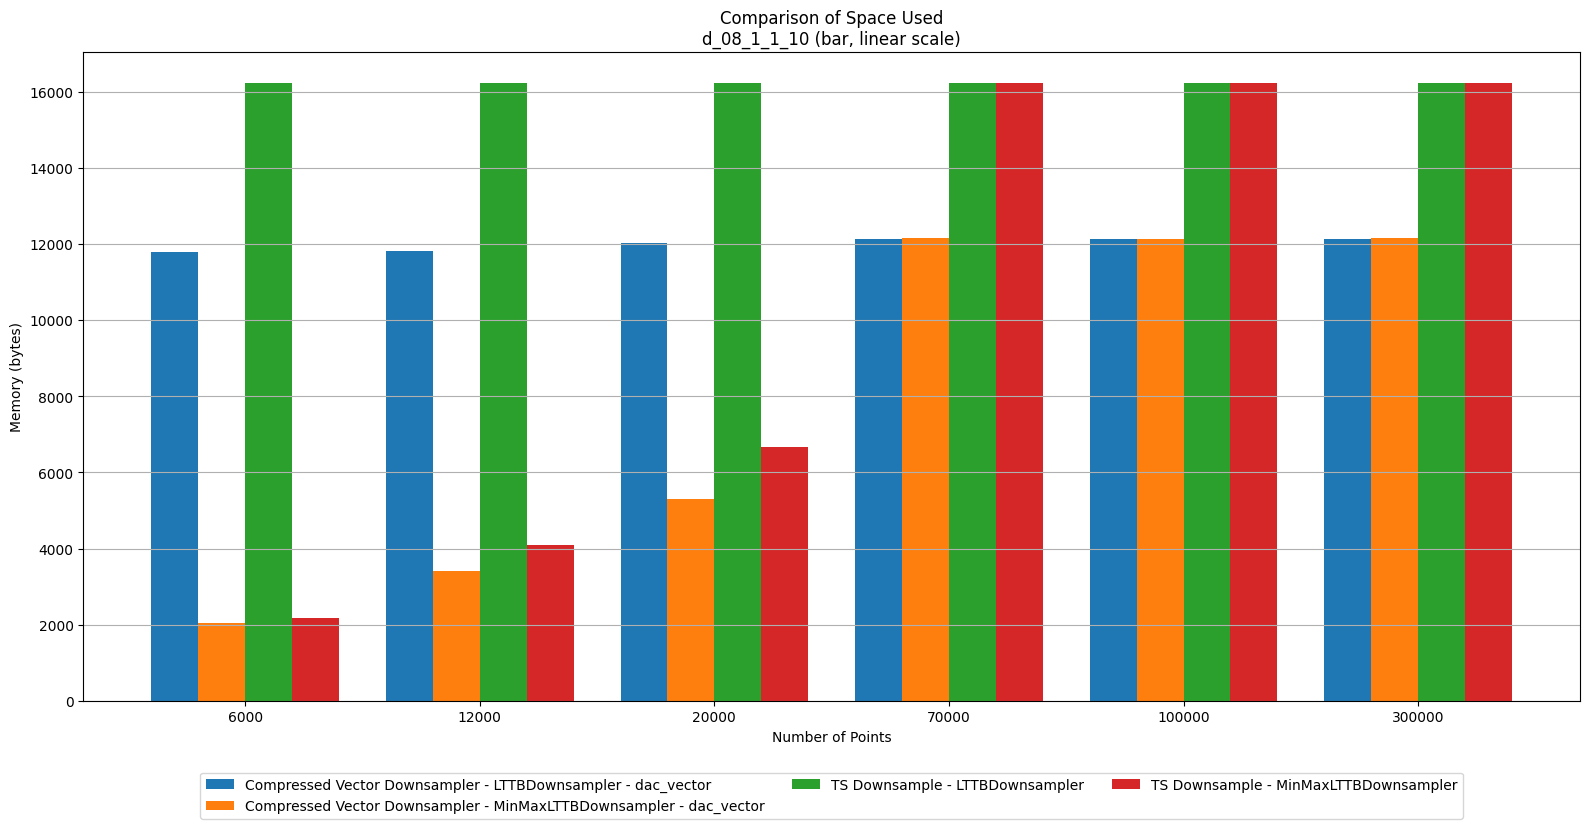 Comparison of Space Used
d_08_1_1_10 (bar, linear scale)
16000
14000
12000
10000
8000
6000
4000
2000
0
Memory (bytes)
6000 12000 20000 70000 100000 300000
Number of Points
Compressed Vector Downsampler - LTTBDownsampler - dac_vector
Compressed Vector Downsampler - MinMaxLTTBDownsampler - dac_vector
TS Downsample - LTTBDownsampler
TS Downsample - MinMaxLTTBDownsampler